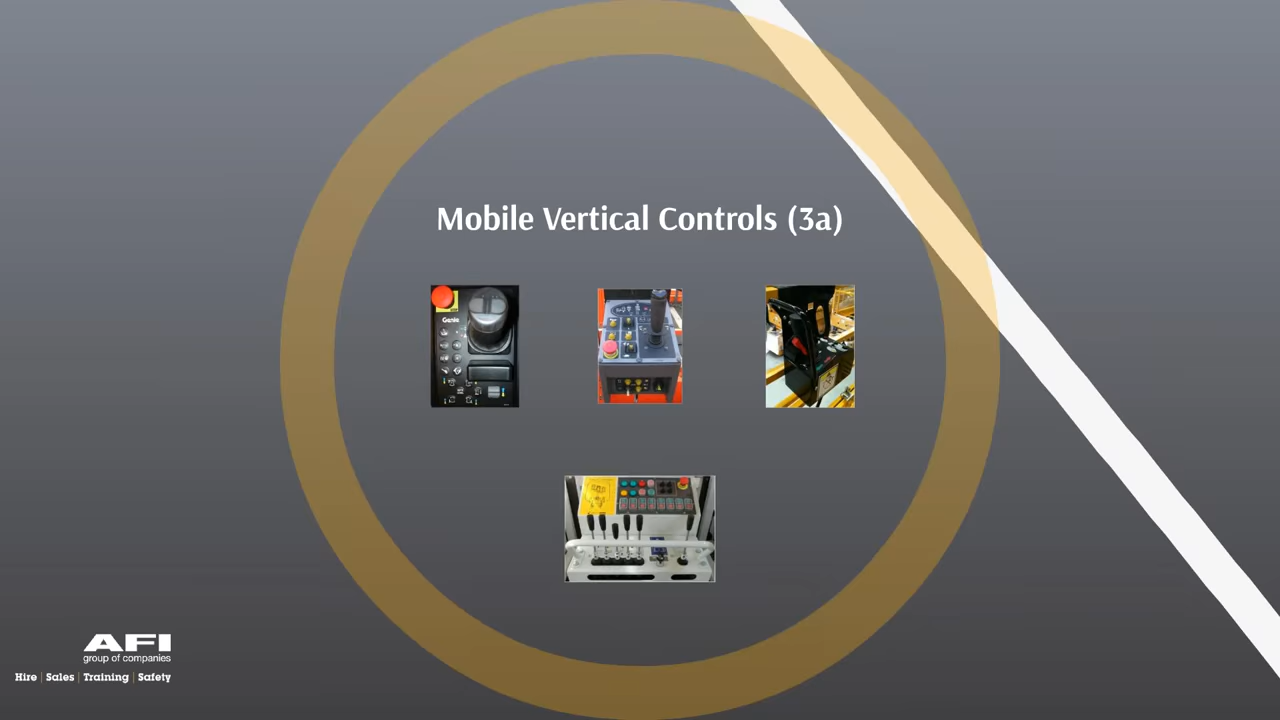 Mobile Vertical Controls (3a)
Genie
AFI
group of companies
Hire | Sales | Training | Safety